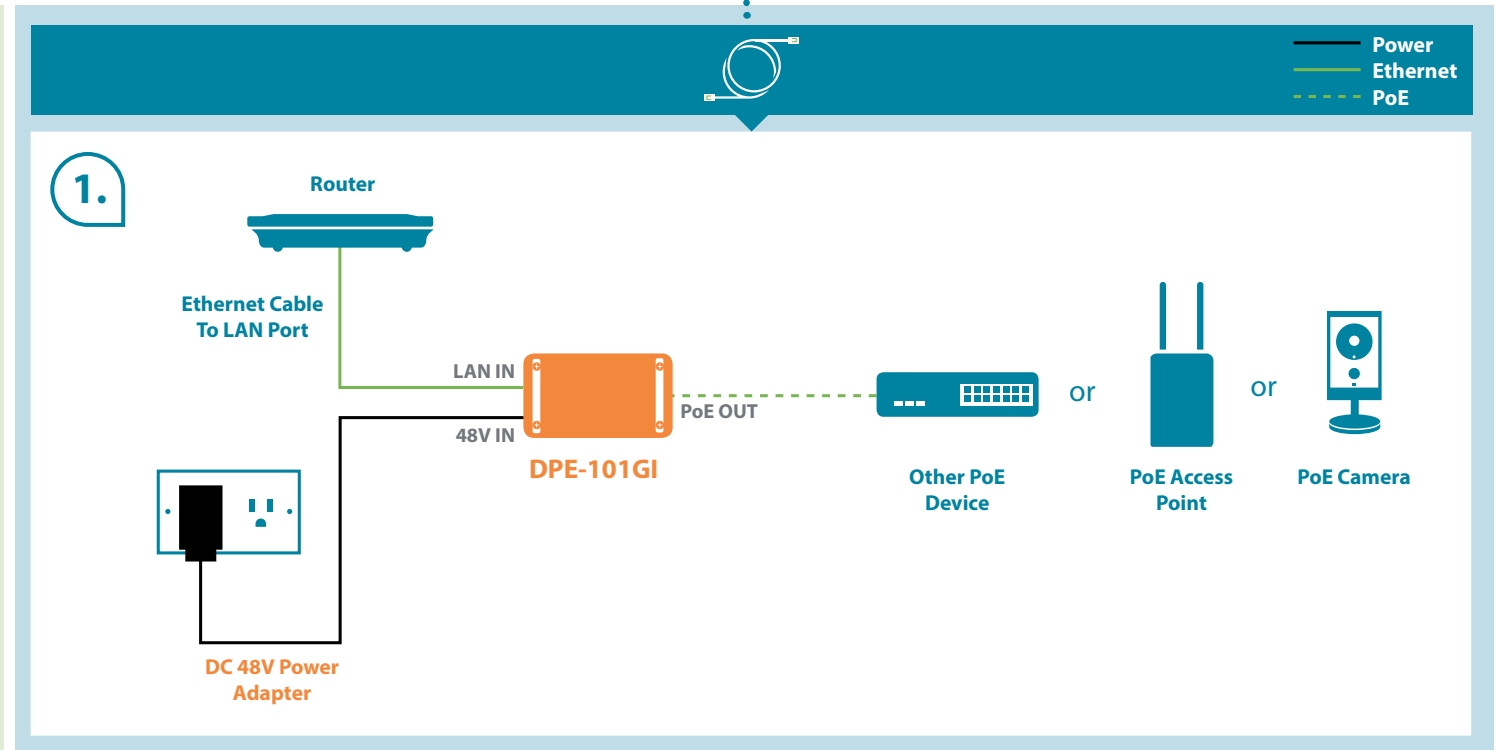 Power
Ethernet
PoE
1.
Router
Ethernet Cable
To LAN Port
LAN IN
48V IN
PoE OUT
DPE-101GI
or
or
Other PoE
Device
PoE Access
Point
PoE Camera
DC 48V Power
Adapter